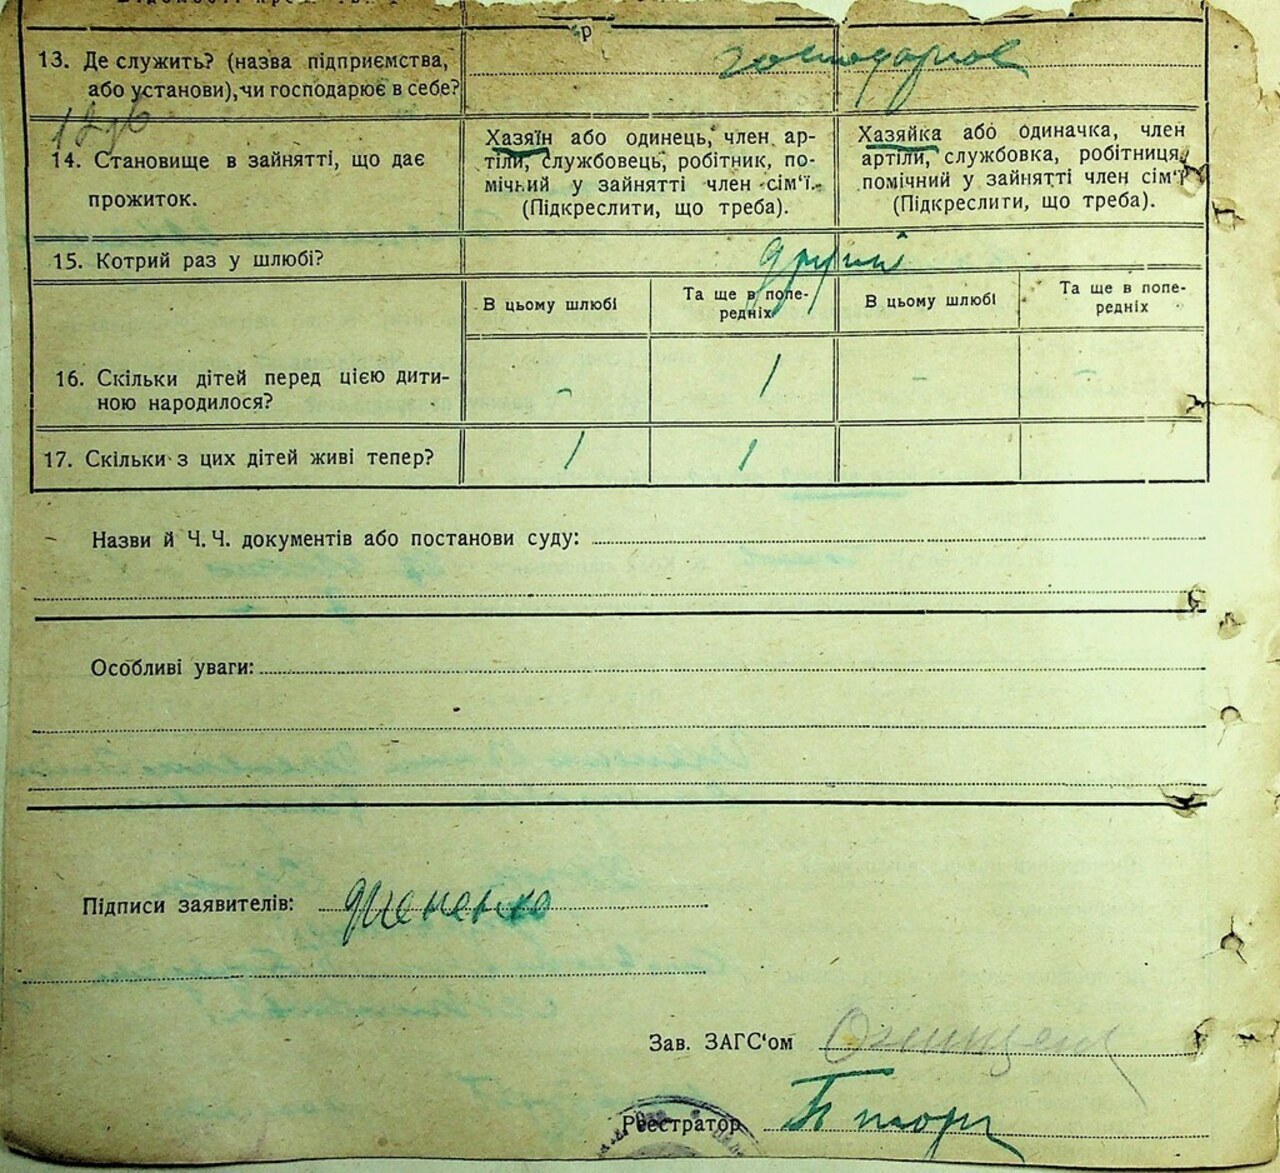 13. Де служить? (назва підприємства,
або установи), чи господарює в себе?
господарює
1296
14. Становище в зайнятті, що дає
прожиток.
Хазяїн або одинець, член ар-
тіли, службовець, робітник, по-
мічний у зайнятті член сім'ї.
(Підкреслити, що треба).
Хазяйка або одиначка, член
артіли, службовка, робітниця,
помічний у зайнятті член сім'ї
(Підкреслити, що треба).
15. Котрий раз у шлюбі?
другий
В цьому шлюбі
Та ще в попе-
редніх
В цьому шлюбі
Та ще в попе-
редніх
16. Скільки дітей перед цією дити-
ною народилося?
- 1 - -
17. Скільки з цих дітей живі тепер?
1 1
Назви й Ч. Ч. документів або постанови суду:
Особливі уваги:
Підписи заявителів:
Зав. ЗАГС'ом
Реєстратор